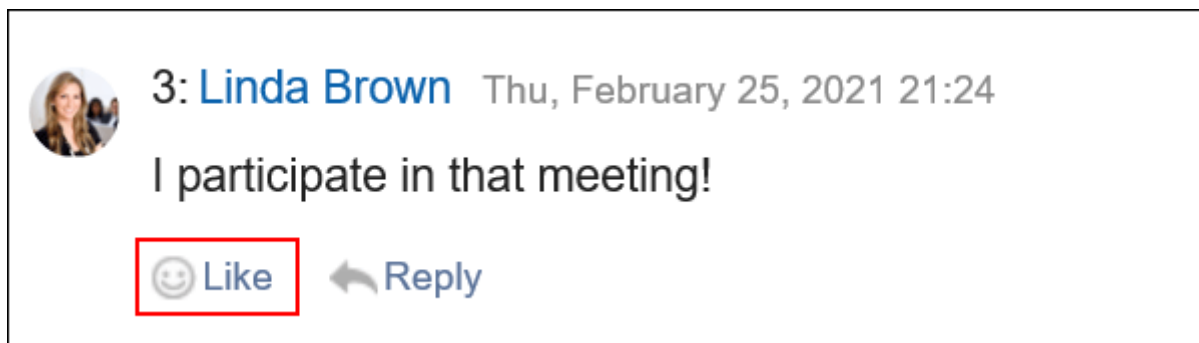 3: Linda Brown Thu, February 25, 2021 21:24
I participate in that meeting!
Like Reply